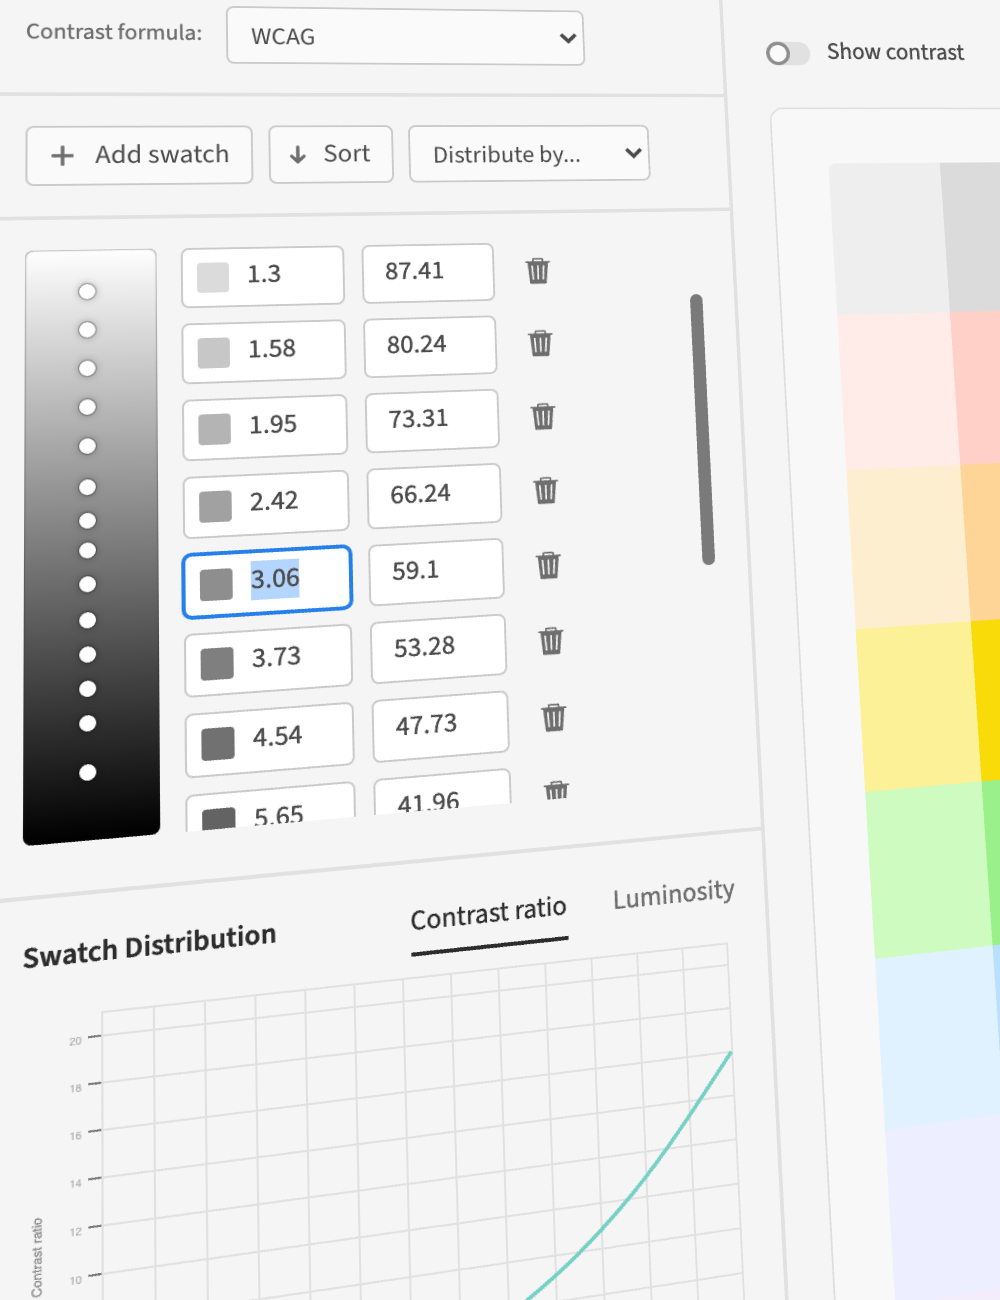 Contrast formula: WCAG
Show contrast
Add swatch Sort Distribute by...
1.3 87.41
1.58 80.24
1.95 73.31
2.42 66.24
3.06 59.1
3.73 53.28
4.54 47.73
5.65 41.96
Swatch Distribution Contrast ratio Luminosity
20
18
16
14
12
10
Contrast ratio